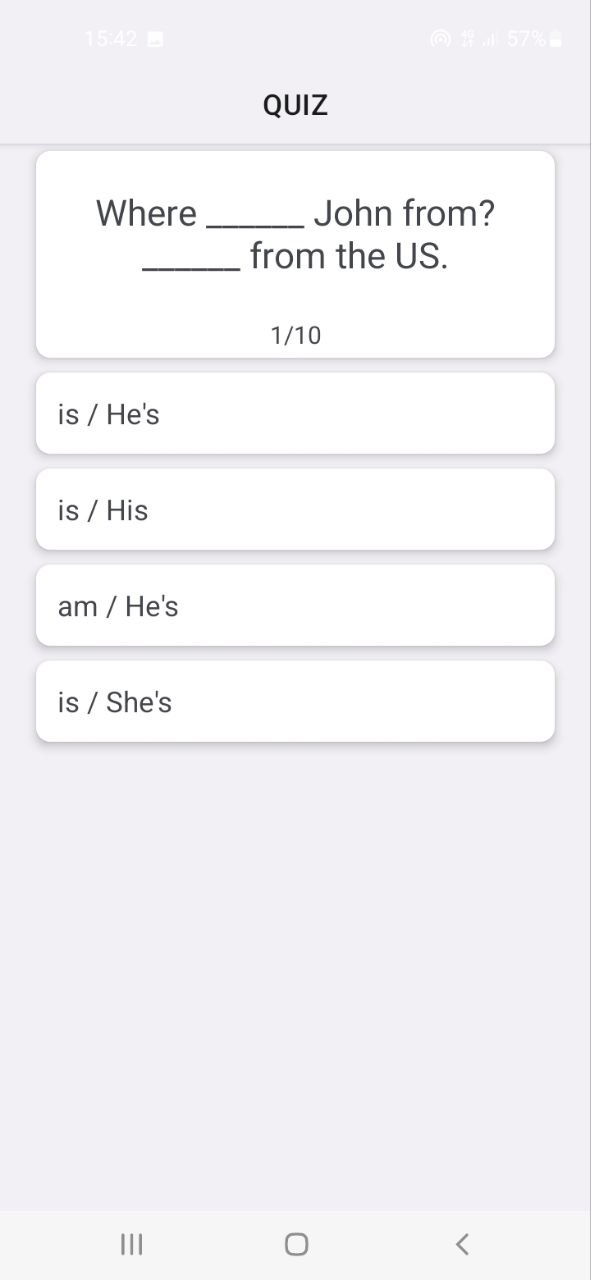 15:42 4G 57%
QUIZ
Where ______ John from?
______ from the US.
1/10
is / He's
is / His
am / He's
is / She's